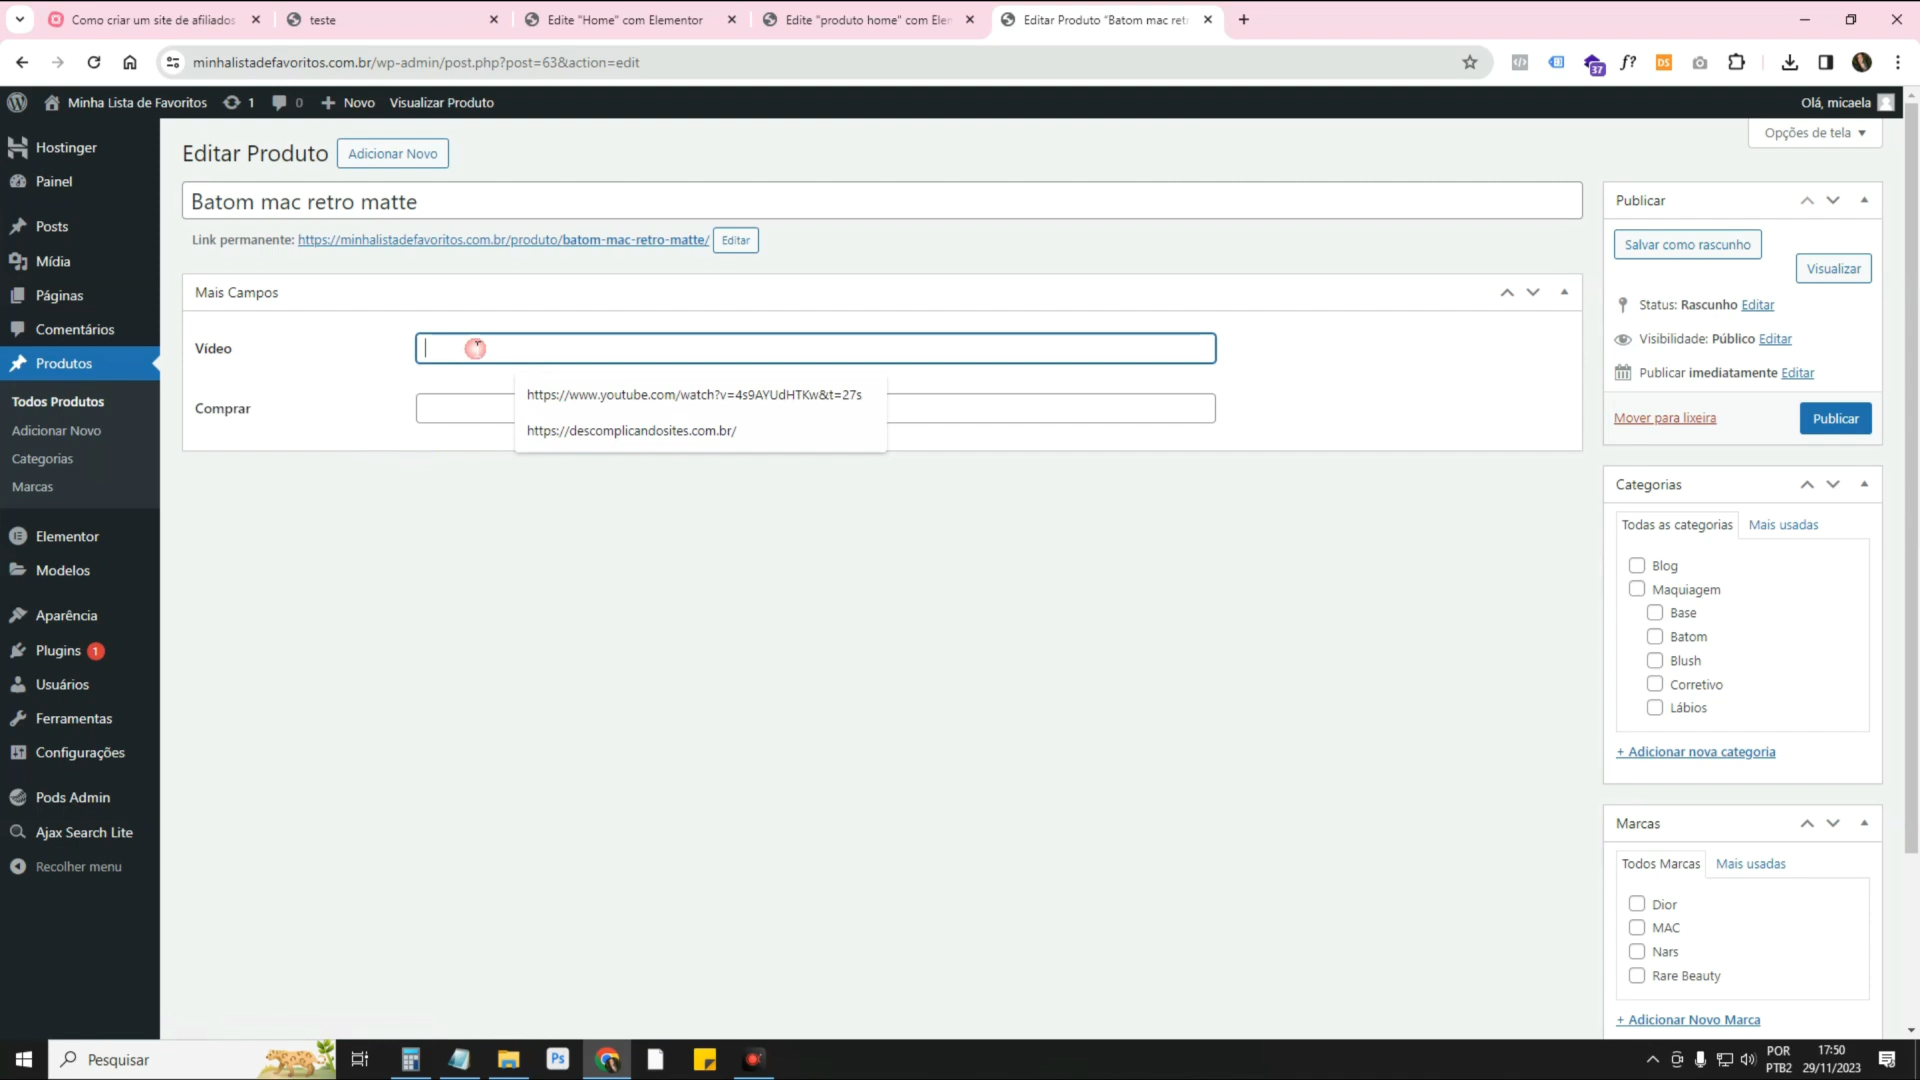 Como criar um site de afiliados
teste
Edite "Home" com Elementor
Edite "produto home" com Elem
Editar Produto "Batom mac retr
minhalistadefavoritos.com.br/wp-admin/post.php?post=63&action=edit
f?
DS
37
Minha Lista de Favoritos
1
0
Novo
Visualizar Produto
Olá, micaela
Opções de tela
Hostinger
Painel
Posts
Mídia
Páginas
Comentários
Produtos
Todos Produtos
Adicionar Novo
Categorias
Marcas
Elementor
Modelos
Aparência
Plugins 1
Usuários
Ferramentas
Configurações
Pods Admin
Ajax Search Lite
Recolher menu
Editar Produto
Adicionar Novo
Batom mac retro matte
Link permanente: https://minhalistadefavoritos.com.br/produto/batom-mac-retro-matte/ Editar
Mais Campos
Vídeo
https://www.youtube.com/watch?v=4s9AYUdHTKw&t=27s
Comprar
https://descomplicandosites.com.br/
Publicar
Salvar como rascunho
Visualizar
Status: Rascunho Editar
Visibilidade: Público Editar
Publicar imediatamente Editar
Mover para lixeira
Publicar
Categorias
Todas as categorias
Mais usadas
Blog
Maquiagem
Base
Batom
Blush
Corretivo
Lábios
+ Adicionar nova categoria
Marcas
Todos Marcas
Mais usadas
Dior
MAC
Nars
Rare Beauty
+ Adicionar Novo Marca
Pesquisar
Ps
POR
PTB2
17:50
29/11/2023